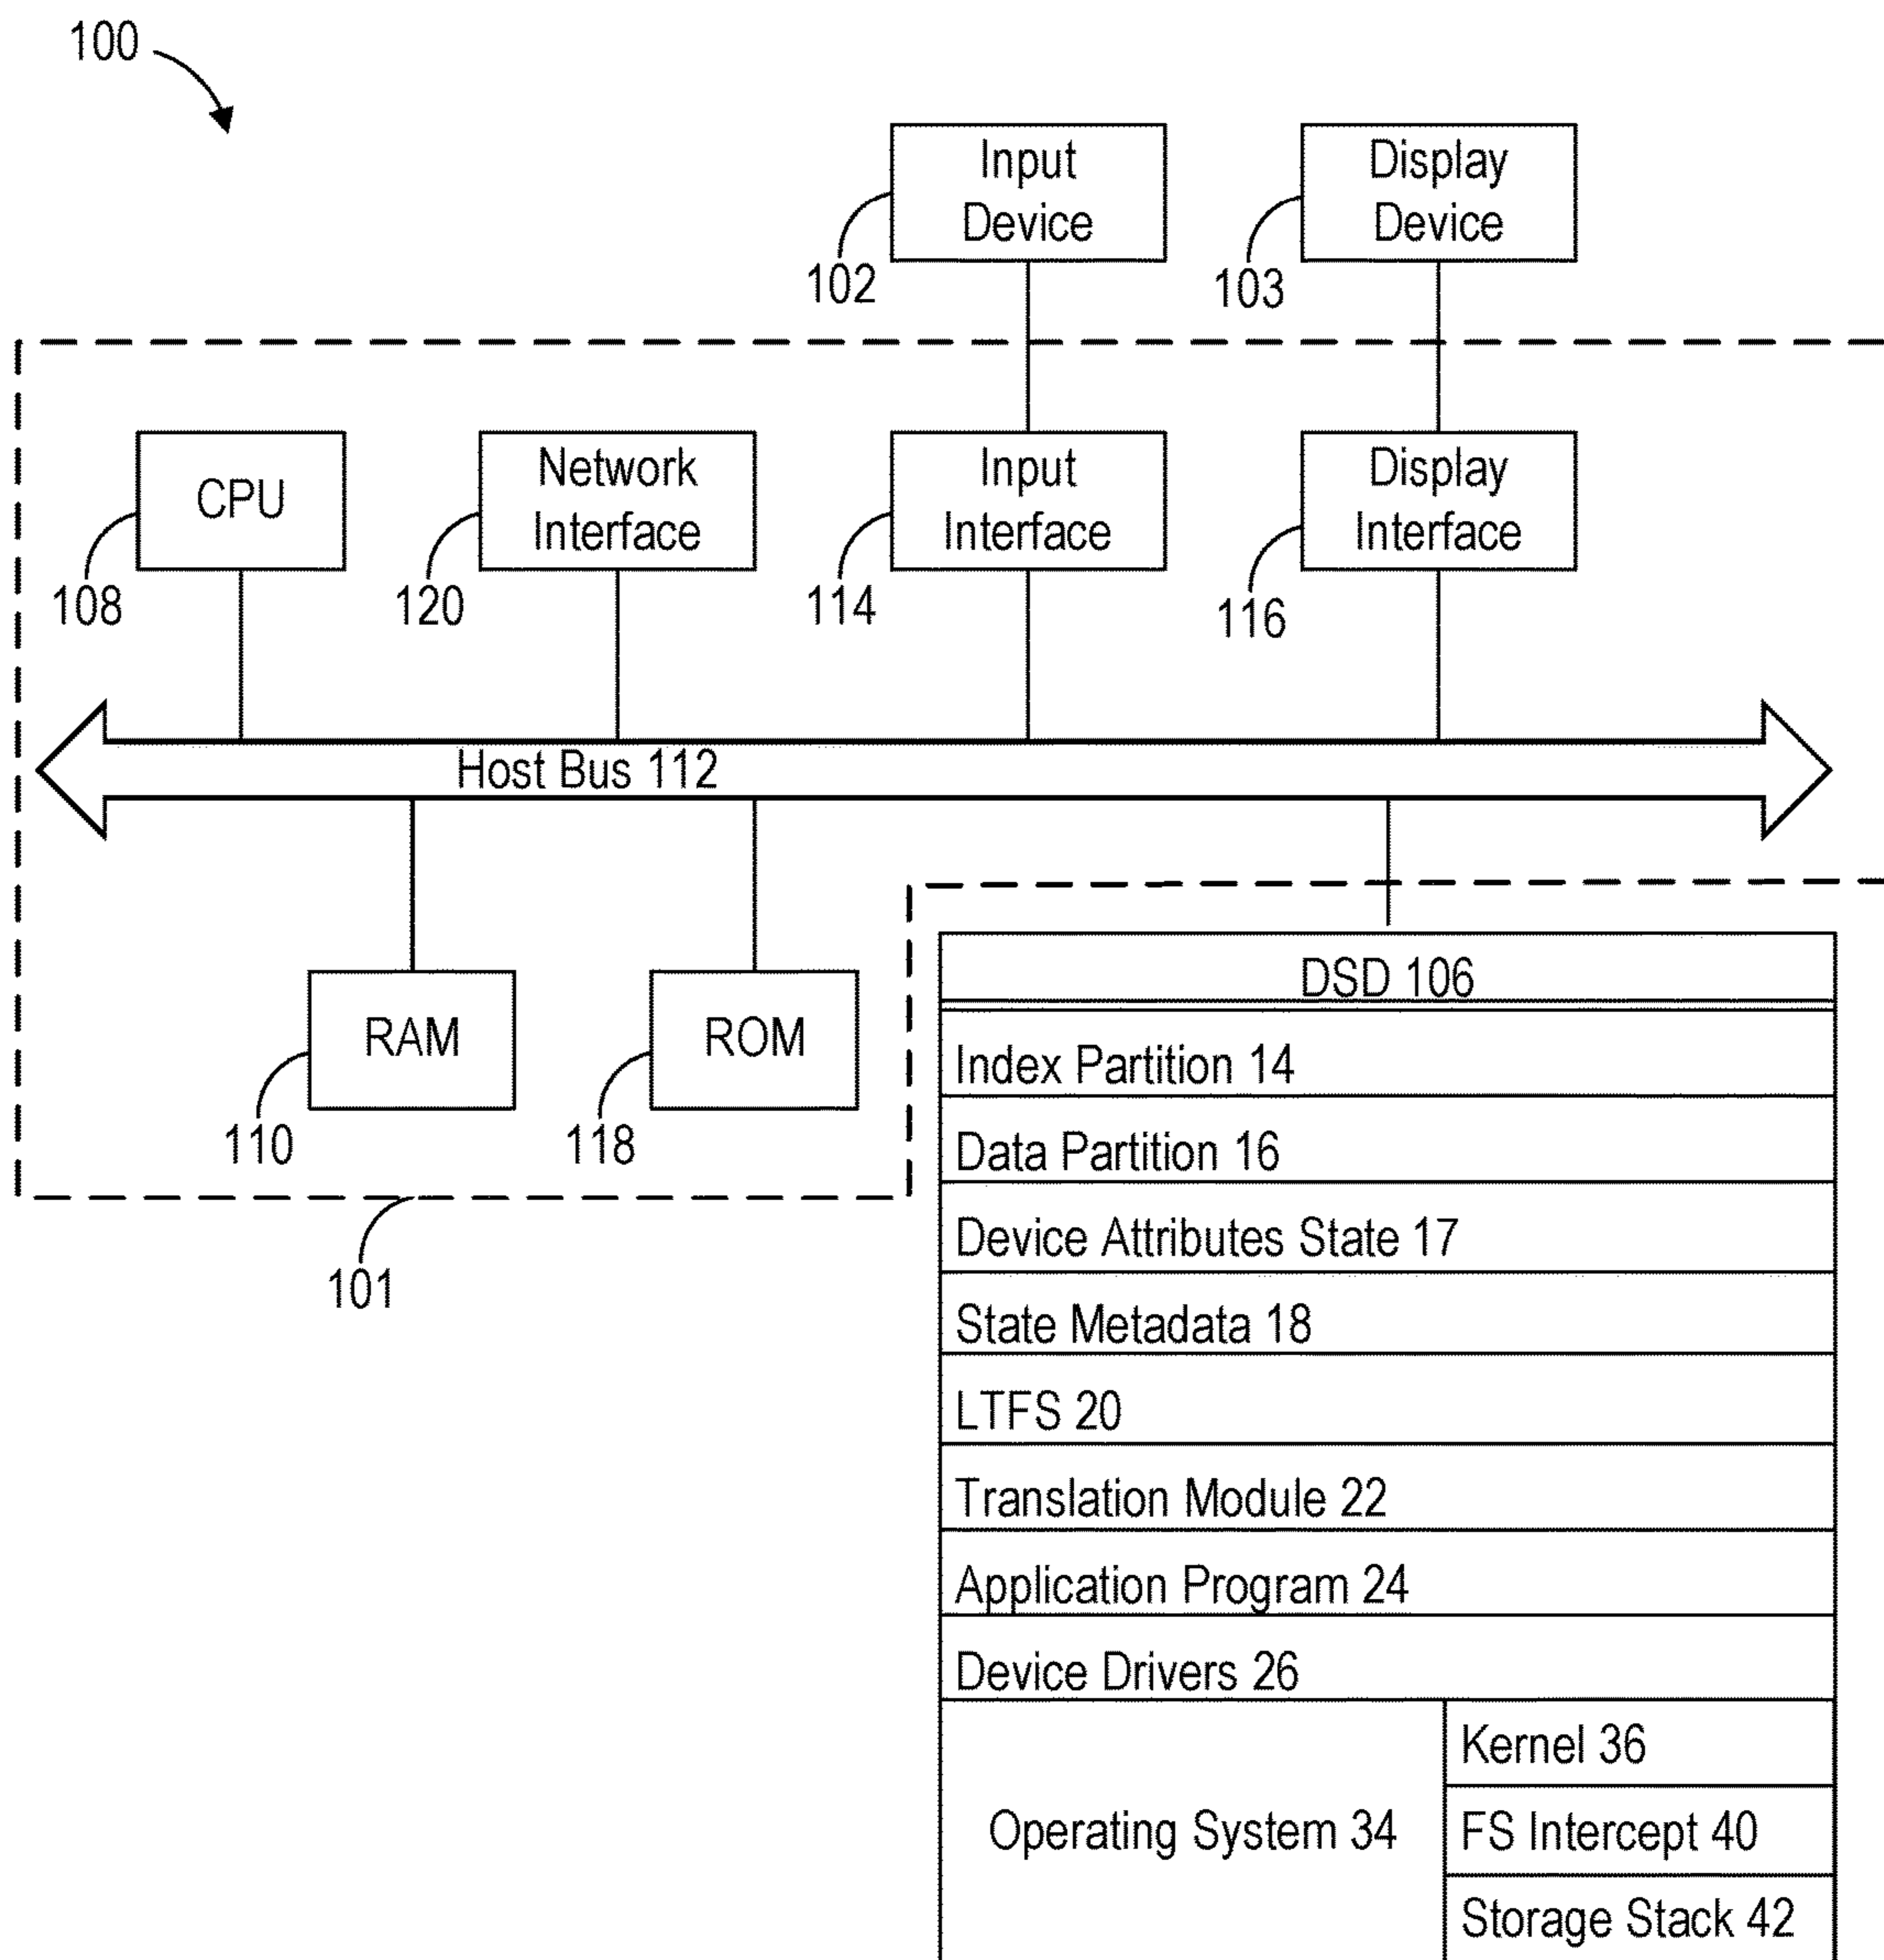 100
Input
Device
102
Display
Device
103
CPU
108
Network
Interface
120
Input
Interface
114
Display
Interface
116
Host Bus 112
RAM
110
ROM
118
101
DSD 106
Index Partition 14
Data Partition 16
Device Attributes State 17
State Metadata 18
LTFS 20
Translation Module 22
Application Program 24
Device Drivers 26
Operating System 34
Kernel 36
FS Intercept 40
Storage Stack 42